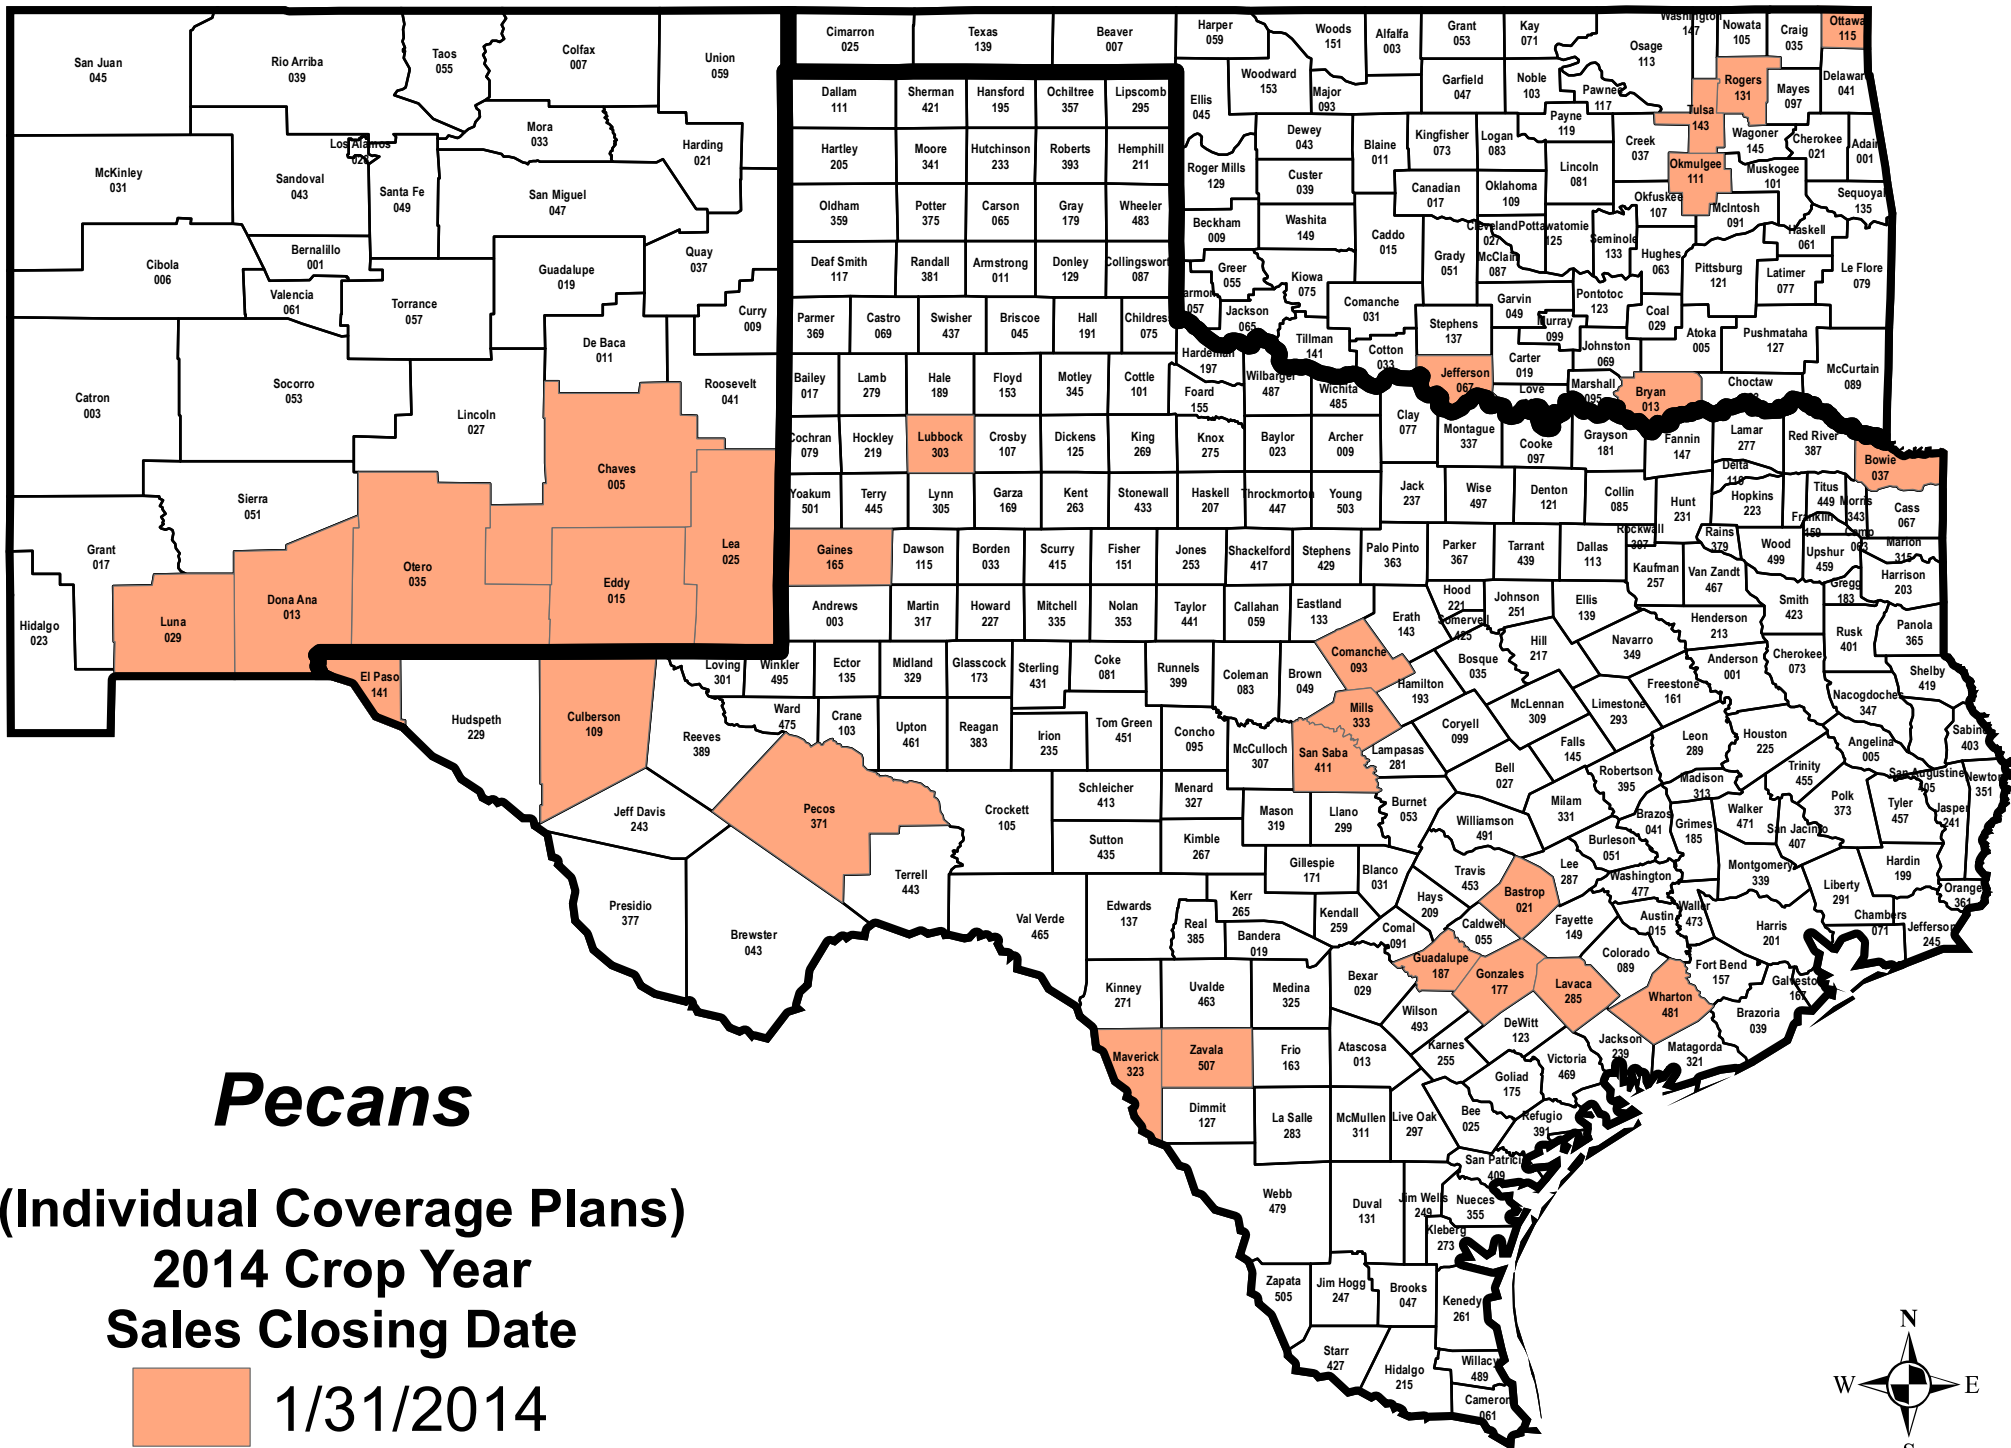 San Juan
045
Rio Arriba
039
Taos
055
Colfax
007
Union
059
Mora
033
Harding
021
McKinley
031
Sandoval
043
Los Alamos
028
Santa Fe
049
San Miguel
047
Bernalillo
001
Cibola
006
Valencia
061
Torrance
057
Guadalupe
019
Quay
037
Curry
009
De Baca
011
Roosevelt
041
Catron
003
Socorro
053
Lincoln
027
Chaves
005
Sierra
051
Grant
017
Hidalgo
023
Luna
029
Dona Ana
013
Otero
035
Eddy
015
Lea
025
Cimarron
025
Texas
139
Beaver
007
Harper
059
Woods
151
Alfalfa
003
Grant
053
Kay
071
Osage
113
Washington
147
Nowata
105
Craig
035
Ottawa
115
Ellis
045
Woodward
153
Major
093
Garfield
047
Noble
103
Pawnee
117
Rogers
131
Mayes
097
Delawar
041
Tulsa
143
Payne
119
Roger Mills
129
Dewey
043
Blaine
011
Kingfisher
073
Logan
083
Lincoln
081
Creek
037
Wagoner
145
Cherokee
021
Adair
001
Okmulgee
111
Muskogee
101
Custer
039
Canadian
017
Oklahoma
109
Okfuskee
107
McIntosh
091
Sequoya
135
Beckham
009
Washita
149
Caddo
015
Grady
051
Cleveland
027
McClain
087
Pottawatomie
125
Seminole
133
Hughes
063
Pittsburg
121
Haskell
061
Latimer
077
Le Flore
079
Greer
055
Kiowa
075
armon
057
Jackson
065
Tillman
141
Comanche
031
Cotton
033
Stephens
137
Garvin
049
Murray
099
Pontotoc
123
Coal
029
Johnston
069
Atoka
005
Pushmataha
127
McCurtain
089
Jefferson
067
Carter
019
Love
Marshall
095
Bryan
013
Choctaw
Dallam
111
Sherman
421
Hansford
195
Ochiltree
357
Lipscomb
295
Hartley
205
Moore
341
Hutchinson
233
Roberts
393
Hemphill
211
Oldham
359
Potter
375
Carson
065
Gray
179
Wheeler
483
Deaf Smith
117
Randall
381
Armstrong
011
Donley
129
Collingswort
087
Parmer
369
Castro
069
Swisher
437
Briscoe
045
Hall
191
Childres
075
Hardeman
197
Bailey
017
Lamb
279
Hale
189
Floyd
153
Motley
345
Cottle
101
Foard
155
Wilbarger
487
Wichita
485
Clay
077
Cochran
079
Hockley
219
Lubbock
303
Crosby
107
Dickens
125
King
269
Knox
275
Baylor
023
Archer
009
Montague
337
Cooke
097
Grayson
181
Fannin
147
Lamar
277
Red River
387
Bowie
037
Yoakum
501
Terry
445
Lynn
305
Garza
169
Kent
263
Stonewall
433
Haskell
207
Throckmorton
447
Young
503
Jack
237
Wise
497
Denton
121
Collin
085
Hunt
231
Delta
119
Hopkins
223
Titus
449
Franklin
159
Morris
343
Camp
063
Cass
067
Marion
315
Gaines
165
Dawson
115
Borden
033
Scurry
415
Fisher
151
Jones
253
Shackelford
417
Stephens
429
Palo Pinto
363
Parker
367
Tarrant
439
Dallas
113
Rockwall
397
Kaufman
257
Rains
379
Van Zandt
467
Wood
499
Upshur
459
Gregg
183
Harrison
203
Andrews
003
Martin
317
Howard
227
Mitchell
335
Nolan
353
Taylor
441
Callahan
059
Eastland
133
Erath
143
Hood
221
Somervell
425
Johnson
251
Ellis
139
Hill
217
Navarro
349
Henderson
213
Smith
423
Rusk
401
Panola
365
El Paso
141
Hudspeth
229
Culberson
109
Loving
301
Winkler
495
Ector
135
Midland
329
Glasscock
173
Sterling
431
Coke
081
Runnels
399
Coleman
083
Brown
049
Comanche
093
Hamilton
193
Bosque
035
McLennan
309
Limestone
293
Freestone
161
Anderson
001
Cherokee
073
Nacogdoches
347
Shelby
419
Reeves
389
Ward
475
Crane
103
Upton
461
Reagan
383
Irion
235
Tom Green
451
Concho
095
McCulloch
307
San Saba
411
Mills
333
Lampasas
281
Coryell
099
Bell
027
Falls
145
Robertson
395
Leon
289
Houston
225
Angelina
005
San Augustine
405
Sabin
403
Newto
351
Jeff Davis
243
Pecos
371
Terrell
443
Crockett
105
Schleicher
413
Sutton
435
Menard
327
Kimble
267
Mason
319
Llano
299
Burnet
053
Williamson
491
Milam
331
Brazos
041
Madison
313
Grimes
185
Walker
471
Trinity
455
San Jacinto
407
Polk
373
Tyler
457
Jasper
241
Hardin
199
Presidio
377
Brewster
043
Val Verde
465
Edwards
137
Real
385
Kerr
265
Gillespie
171
Kendall
259
Bandera
019
Blanco
031
Comal
091
Hays
209
Travis
453
Caldwell
055
Bastrop
021
Lee
287
Burleson
051
Washington
477
Fayette
149
Austin
015
Waller
473
Montgomery
339
Harris
201
Liberty
291
Chambers
071
Orange
361
Jefferson
245
Kinney
271
Uvalde
463
Medina
325
Bexar
029
Guadalupe
187
Gonzales
177
Lavaca
285
Colorado
089
Wharton
481
Fort Bend
157
Galvesto
167
Brazoria
039
Matagorda
321
Maverick
323
Zavala
507
Frio
163
Atascosa
013
Wilson
493
Karnes
255
DeWitt
123
Victoria
469
Jackson
239
Goliad
175
Dimmit
127
La Salle
283
McMullen
311
Live Oak
297
Bee
025
Refugio
391
San Patrici
409
Webb
479
Duval
131
Jim Wells
249
Nueces
355
Kleberg
273
Zapata
505
Jim Hogg
247
Brooks
047
Kenedy
261
Starr
427
Hidalgo
215
Willacy
489
Cameron
061
Pecans
(Individual Coverage Plans)
2014 Crop Year
Sales Closing Date
1/31/2014
N
W E
S